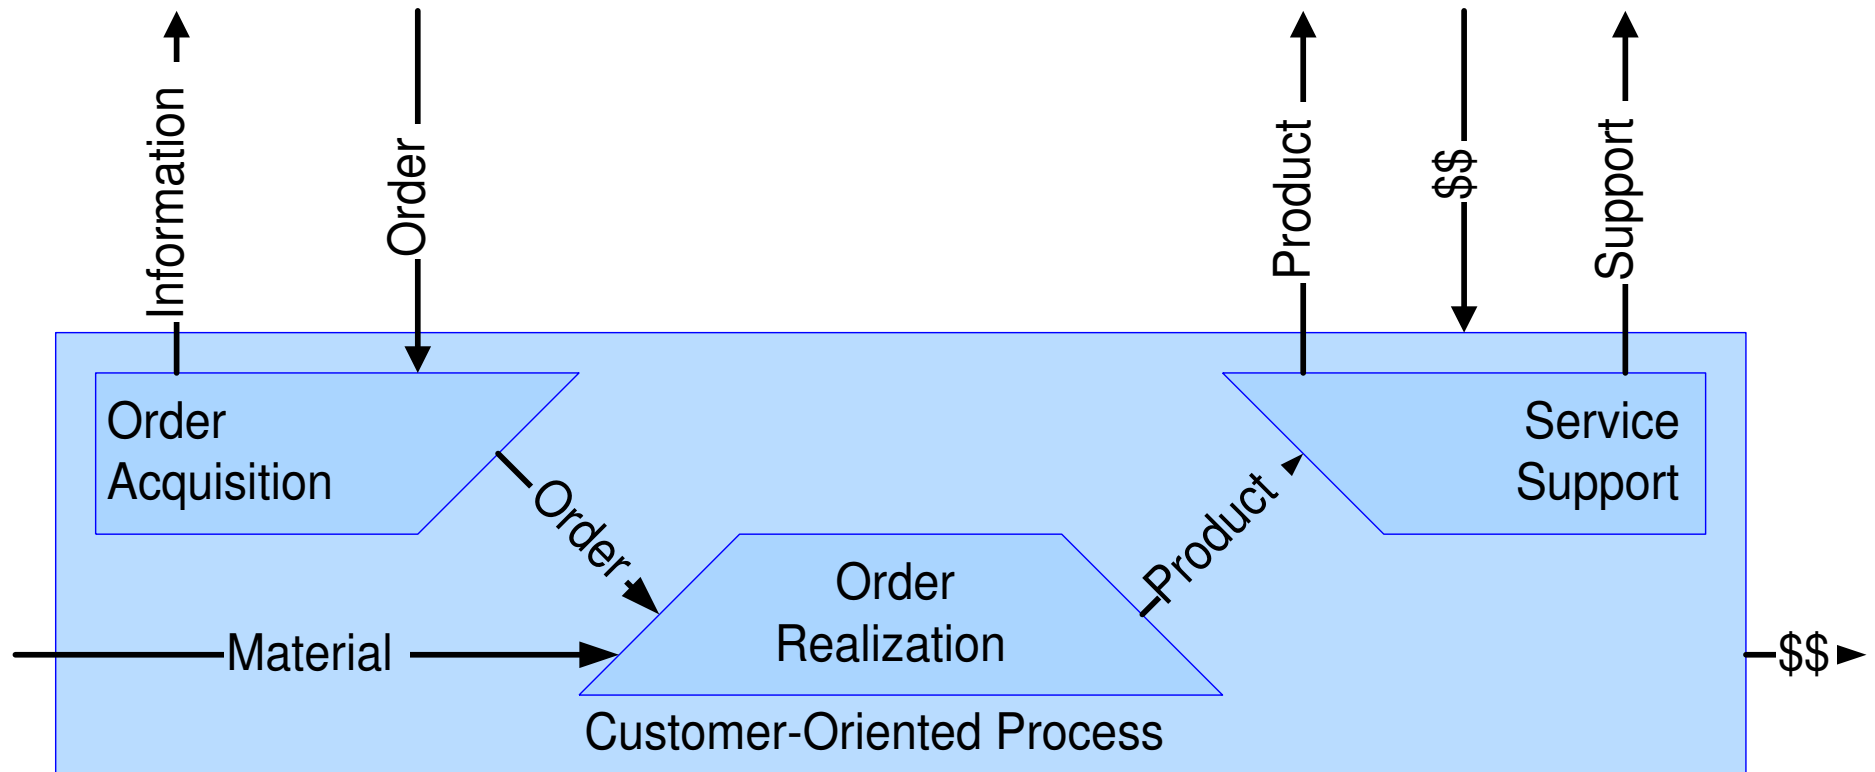 Information
Order
Product
$$
Support
Order
Acquisition
Service
Support
Order
Product
Order
Realization
Material
$$
Customer-Oriented Process